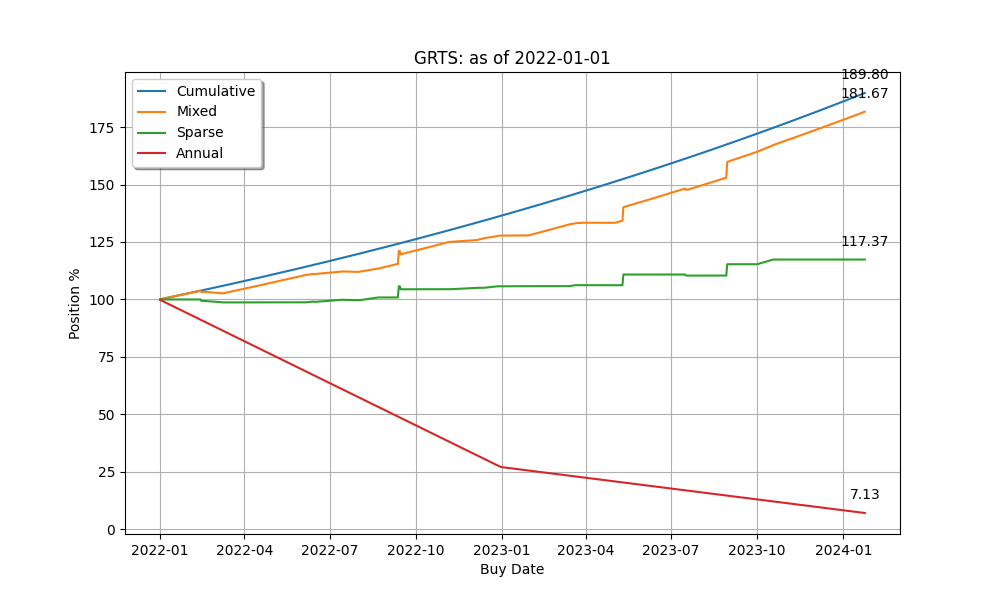 GRTS: as of 2022-01-01
Cumulative
Mixed
Sparse
Annual
189.80
181.67
117.37
7.13
Position %
175
150
125
100
75
50
25
0
2022-01 2022-04 2022-07 2022-10 2023-01 2023-04 2023-07 2023-10 2024-01
Buy Date